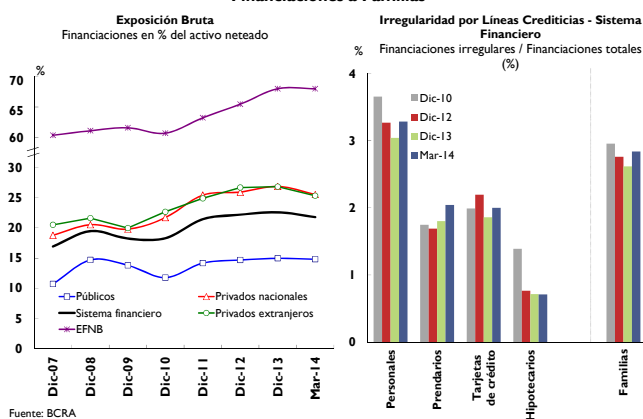 Exposición Bruta
Financiaciones en % del activo neteado
%
70
65
60
30
25
20
15
10
5
0
Públicos
Privados nacionales
Sistema financiero
Privados extranjeros
EFNB
Dic-07
Dic-08
Dic-09
Dic-10
Dic-11
Dic-12
Dic-13
Mar-14
Fuente: BCRA
Irregularidad por Líneas Crediticias - Sistema
Financiero
Financiaciones irregulares / Financiaciones totales
(%)
%
4
3
2
1
0
Dic-10
Dic-12
Dic-13
Mar-14
Personales
Prendarios
Tarjetas
de crédito
Hipotecarios
Familias